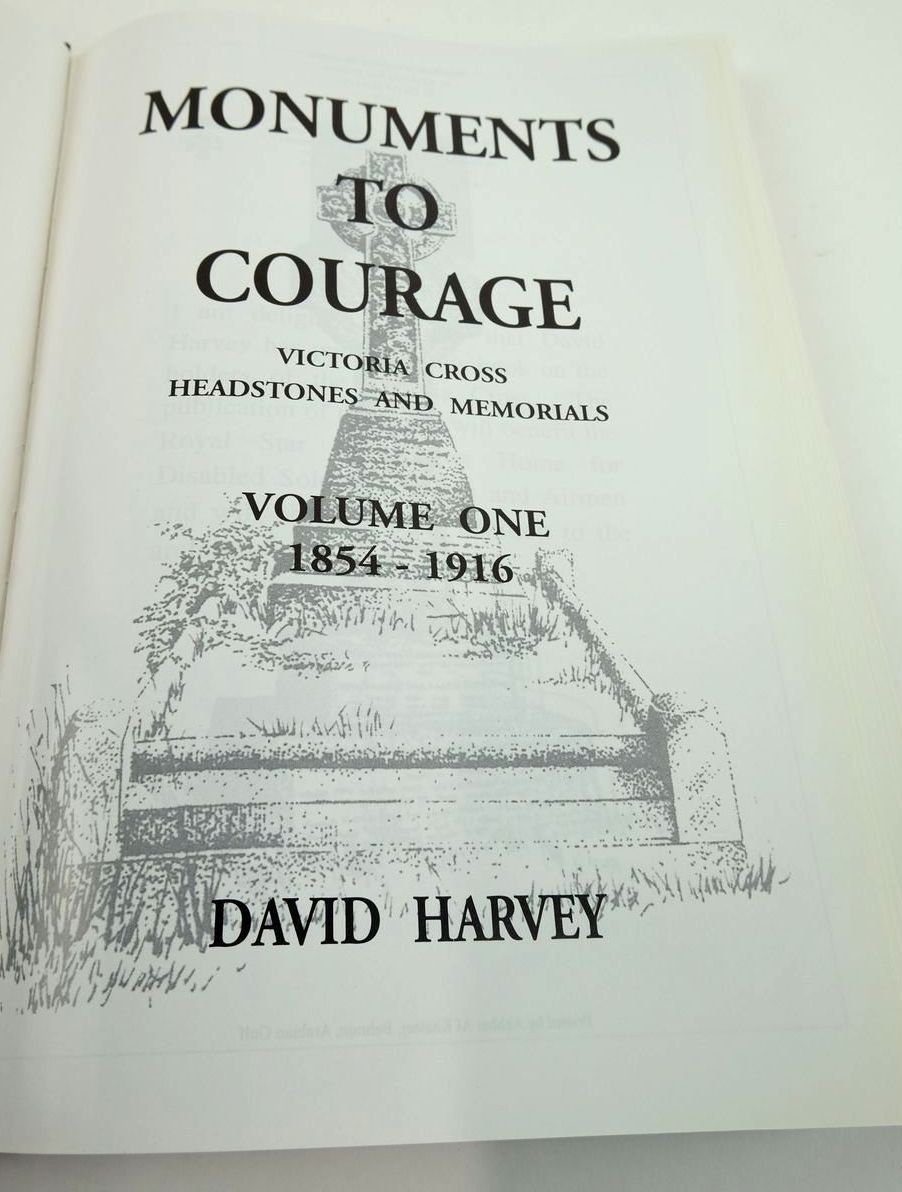 MONUMENTS
TO
COURAGE
VICTORIA CROSS
HEADSTONES AND MEMORIALS
VOLUME ONE
1854 - 1916
DAVID HARVEY